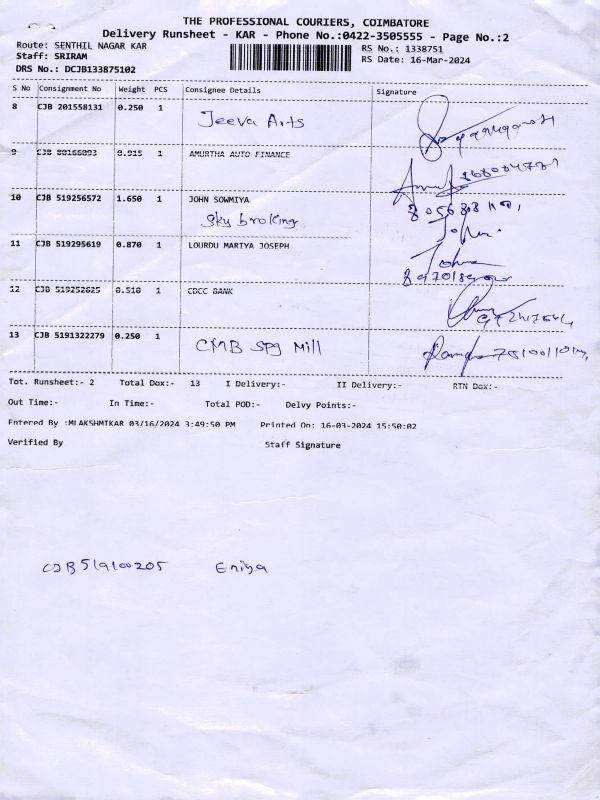 THE PROFESSIONAL COURIERS, COIMBATORE
Delivery Runsheet - KAR - Phone No.:0422-3505555 - Page No.:2
Route: SENTHIL NAGAR KAR RS No.: 1338751
Staff: SRIRAM RS Date: 16-Mar-2024
DRS No.: DCJB133875102
S No Consignment No Weight PCS Consignee Details Signature
8 CJB 201558131 0.250 1 Jeeva Arts
9 CJB 80166093 0.915 1 AMURTHA AUTO FINANCE
10 CJB 519256572 1.650 1 JOHN SOWMIYA
Sky broking
11 CJB 519295619 0.870 1 LOURDU MARIYA JOSEPH
12 CJB 519252625 0.510 1 CDCC BANK
13 CJB 5191322279 0.250 1 CMB Spg Mill
Tot. Runsheet:- 2 Total Dox:- 13 I Delivery:- II Delivery:- RTN Dox:-
Out Time:- In Time:- Total POD:- Delvy Points:-
Entered By :MLAKSHMIKAR 03/16/2024 3:49:50 PM Printed On: 16-03-2024 15:50:02
Verified By Staff Signature
CJB519100205 Eniya